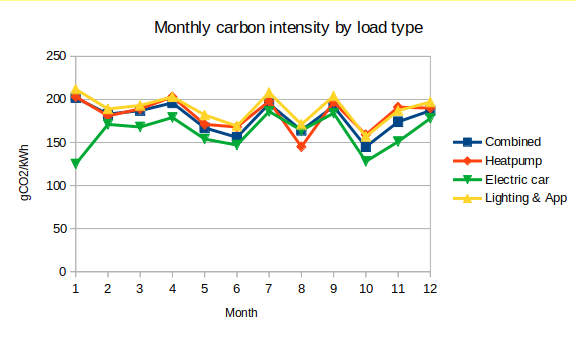 Monthly carbon intensity by load type
250
200
150
100
50
0
gCO2/kWh
1 2 3 4 5 6 7 8 9 10 11 12
Month
Combined
Heatpump
Electric car
Lighting & App